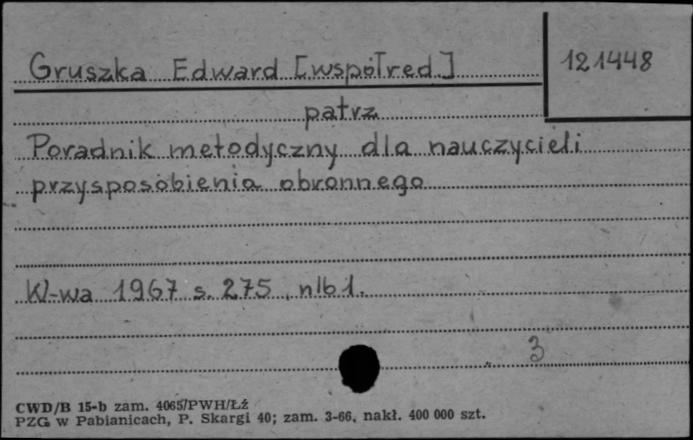 Gruszka Edward [współred.]
121448
patrz
Poradnik metodyczny dla nauczycieli
przysposobienia obronnego
W-wa 1967 s. 275, nlb 1.
3
CWD/B 15-b zam. 4065/PWH/Łź
PZG w Pabianicach, P. Skargi 40; zam. 3-66, nakł. 400 000 szt.